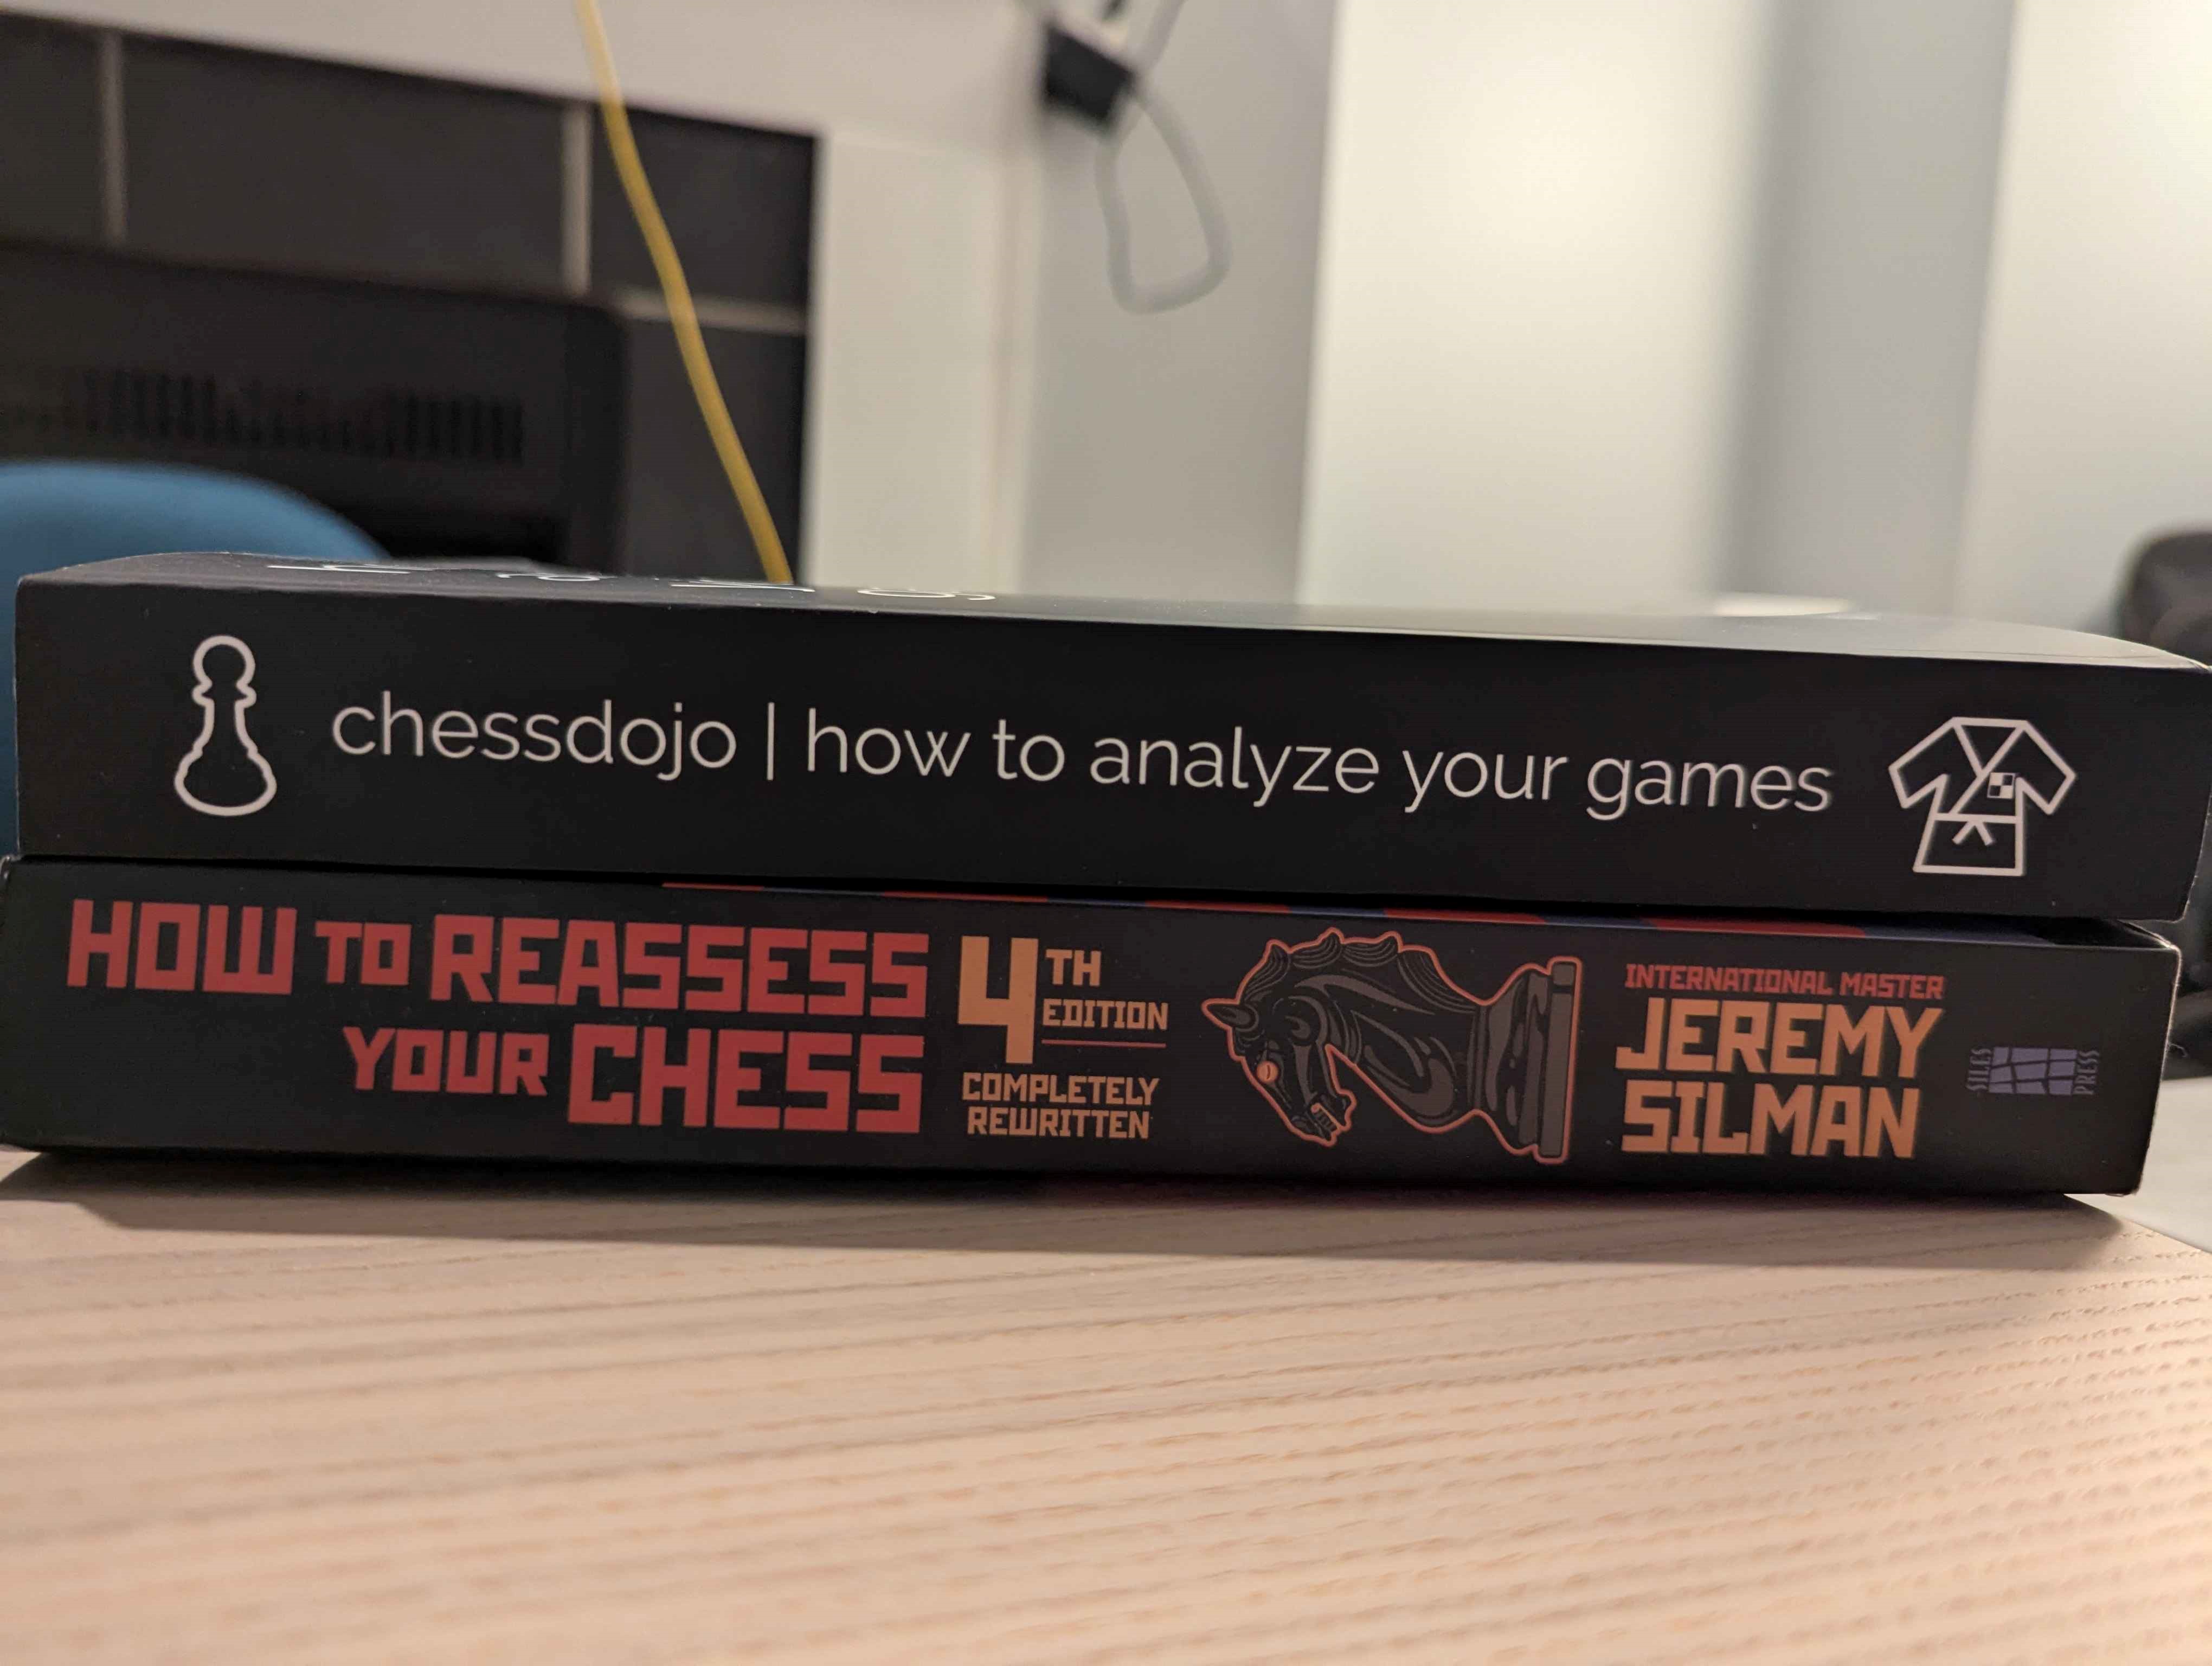 chessdojo | how to analyze your games
HOW TO REASSESS
YOUR CHESS
4TH
EDITION
COMPLETELY
REWRITTEN
INTERNATIONAL MASTER
JEREMY
SILMAN
SILES
PRESS